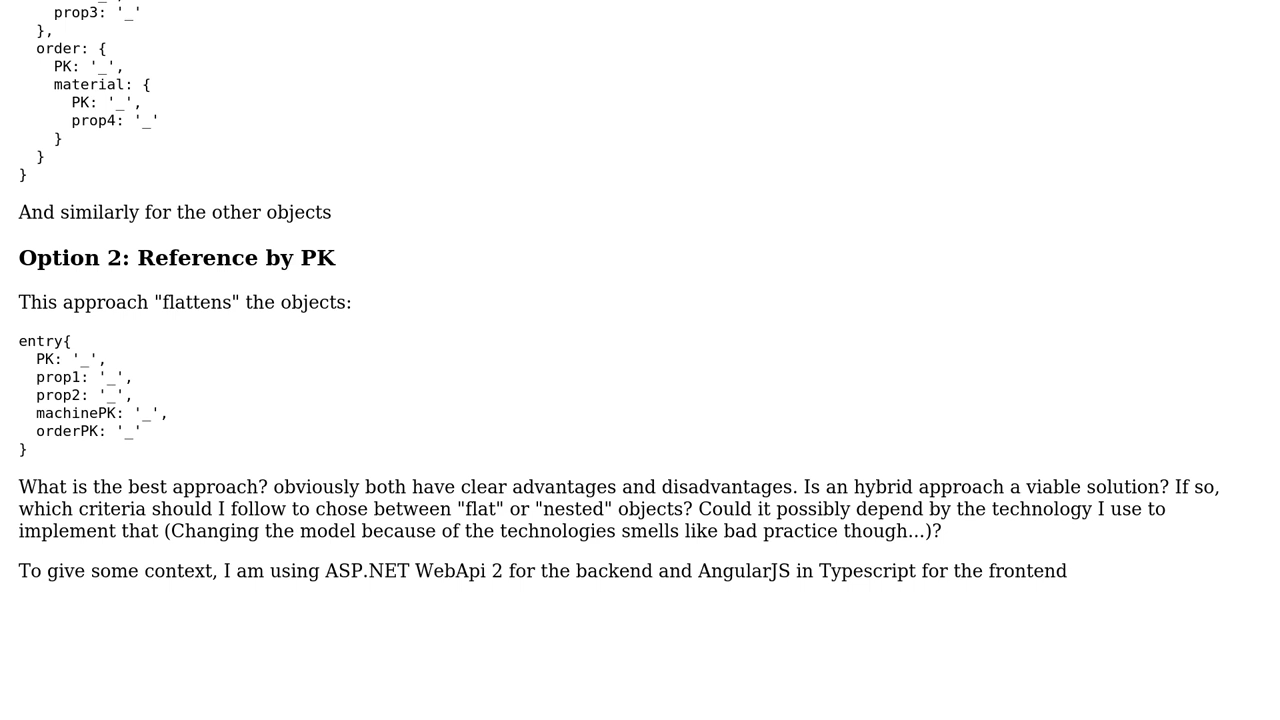 prop3: '_'
  },
  order: {
    PK: '_',
    material: {
      PK: '_',
      prop4: '_'
    }
  }
}
And similarly for the other objects
Option 2: Reference by PK
This approach "flattens" the objects:
entry{
  PK: '_',
  prop1: '_',
  prop2: '_',
  machinePK: '_',
  orderPK: '_'
}
What is the best approach? obviously both have clear advantages and disadvantages. Is an hybrid approach a viable solution? If so,
which criteria should I follow to chose between "flat" or "nested" objects? Could it possibly depend by the technology I use to
implement that (Changing the model because of the technologies smells like bad practice though...)?
To give some context, I am using ASP.NET WebApi 2 for the backend and AngularJS in Typescript for the frontend